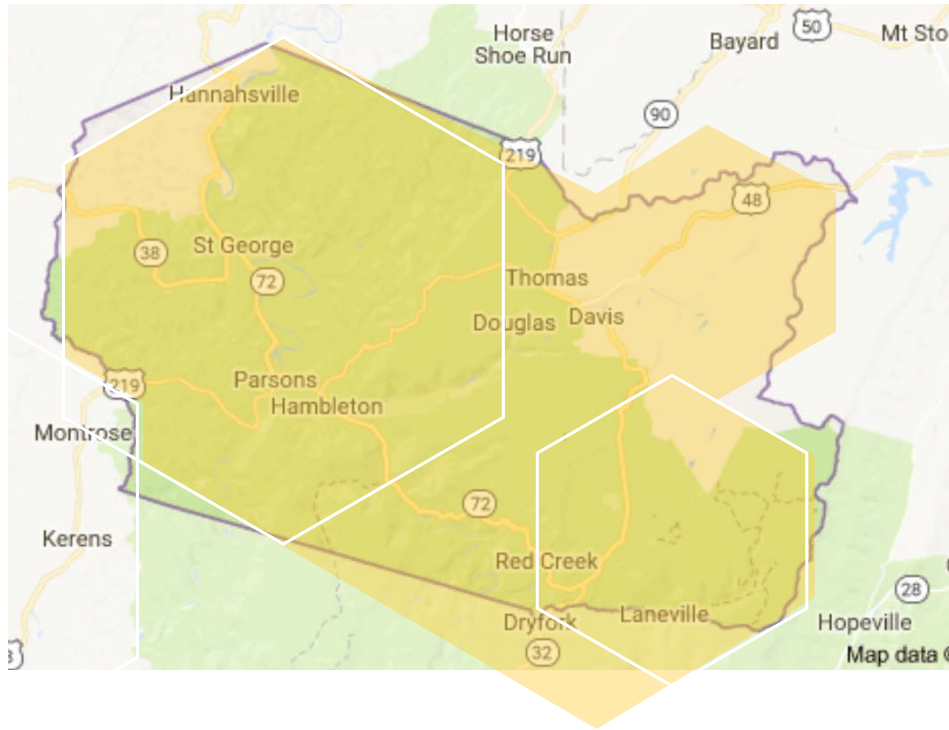 50
Horse
Shoe Run
Bayard
Mt Sto
Hannahsville
90
219
48
St George
38
72
Thomas
Douglas
Davis
219
Parsons
Hambleton
Montrose
72
Kerens
Red Creek
28
Dryfork
Laneville
Hopeville
32
Map data ©